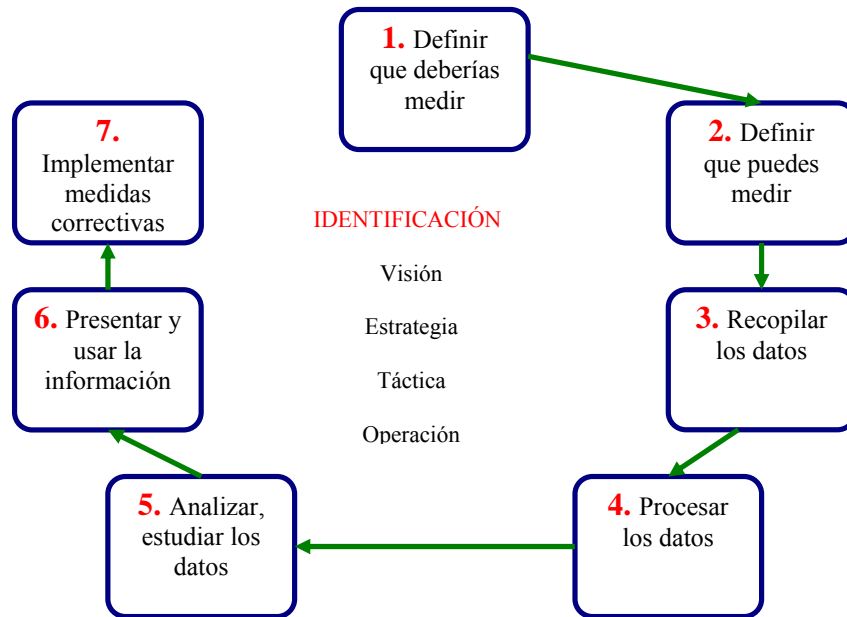 1. Definir
que deberías
medir
2. Definir
que puedes
medir
3. Recopilar
los datos
4. Procesar
los datos
5. Analizar,
estudiar los
datos
6. Presentar y
usar la
información
7.
Implementar
medidas
correctivas
IDENTIFICACIÓN
Visión
Estrategia
Táctica
Operación